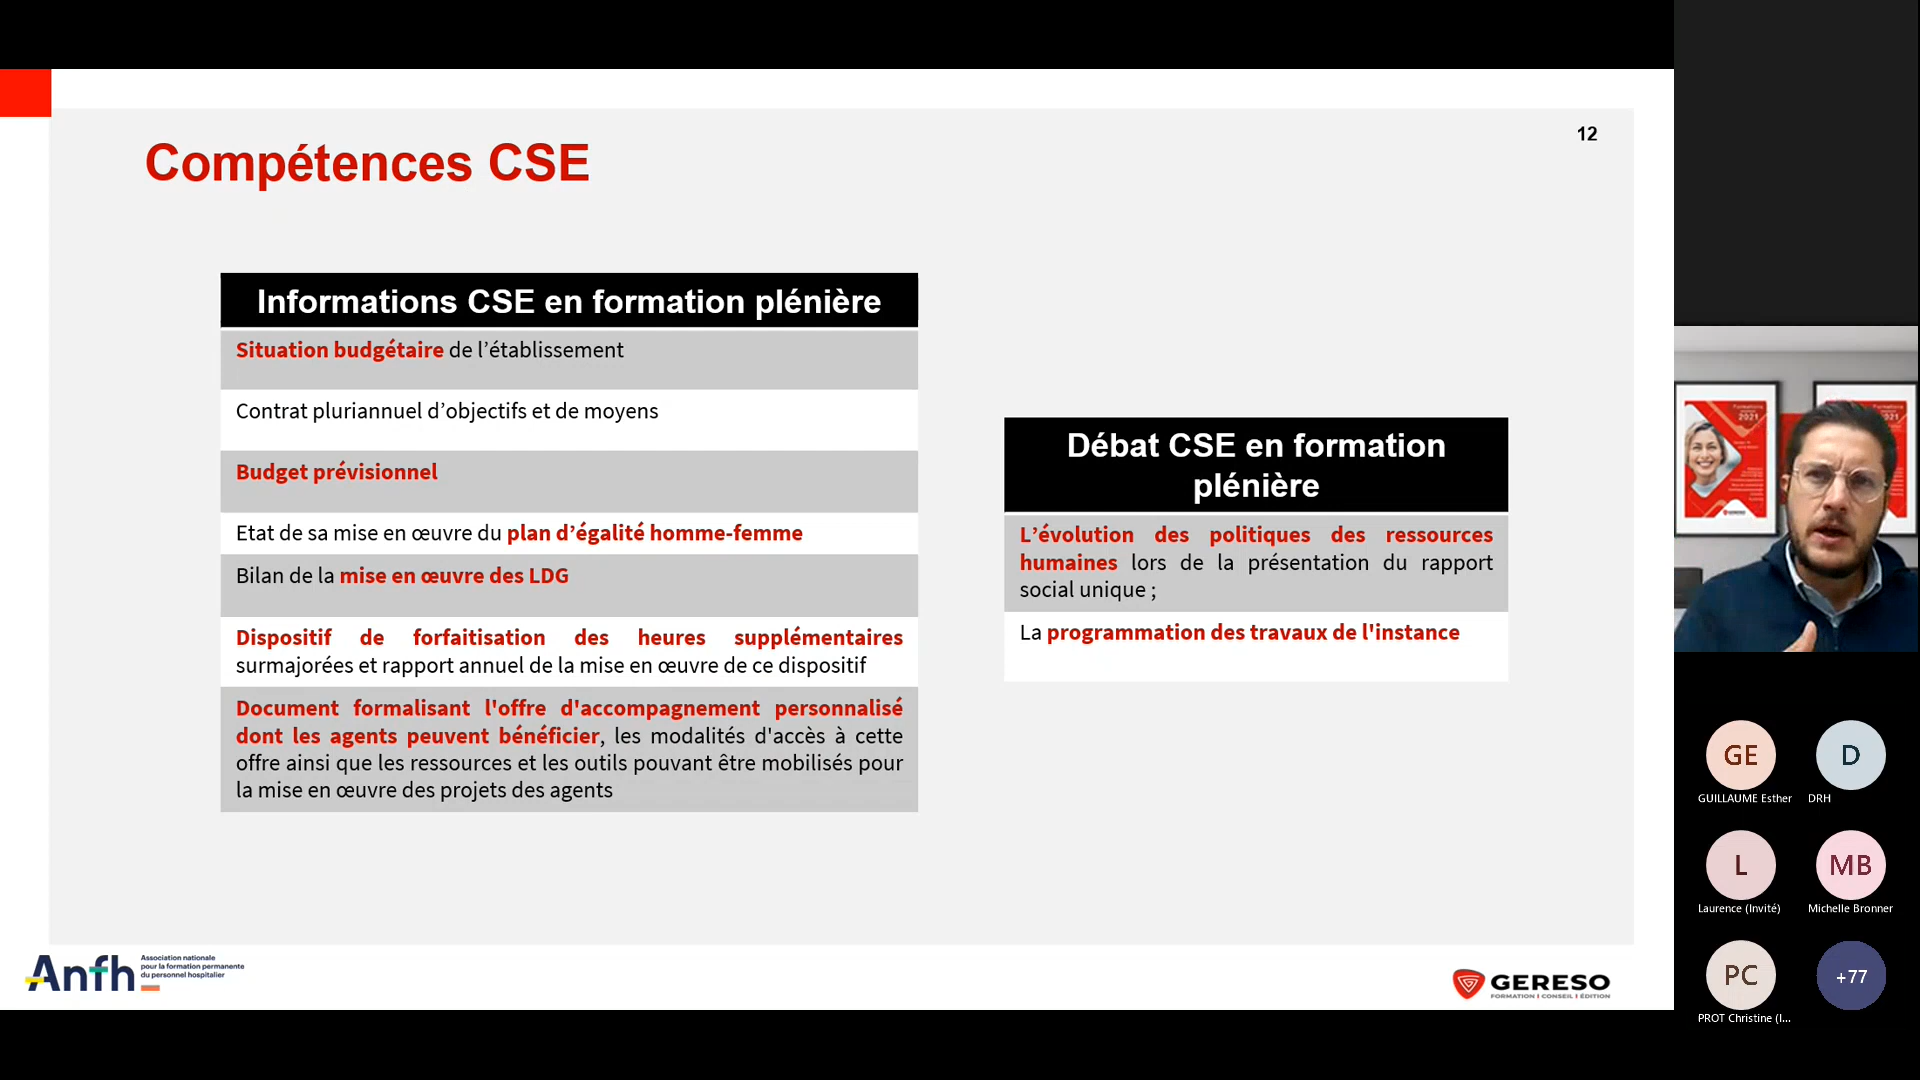 12
Compétences CSE
Informations CSE en formation plénière
Situation budgétaire de l’établissement
Contrat pluriannuel d’objectifs et de moyens
Budget prévisionnel
Etat de sa mise en œuvre du plan d’égalité homme-femme
Bilan de la mise en œuvre des LDG
Dispositif de forfaitisation des heures supplémentaires
surmajorées et rapport annuel de la mise en œuvre de ce dispositif
Document formalisant l'offre d'accompagnement personnalisé
dont les agents peuvent bénéficier, les modalités d'accès à cette
offre ainsi que les ressources et les outils pouvant être mobilisés pour
la mise en œuvre des projets des agents
Débat CSE en formation
plénière
L’évolution des politiques des ressources
humaines lors de la présentation du rapport
social unique ;
La programmation des travaux de l'instance
Anfh
Association nationale
pour la formation permanente
du personnel hospitalier
GERESO
FORMATION | CONSEIL | ÉDITION
2021
GE
GUILLAUME Esther
D
DRH
L
Laurence (Invité)
MB
Michelle Bronner
PC
PROT Christine (I...
+77